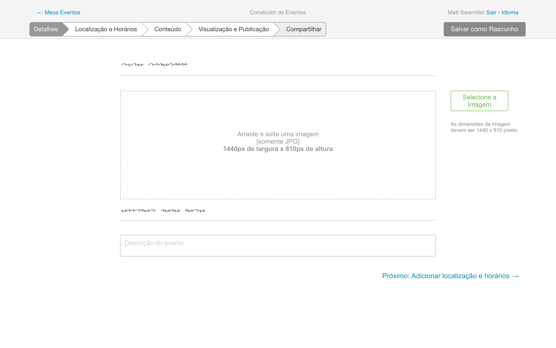 ← Meus Eventos
Construtor de Eventos
Matt Sawmiller Sair • Idioma
Detalhes
Localização e Horários
Conteúdo
Visualização e Publicação
Compartilhar
Salvar como Rascunho
Arraste e solte uma imagem
[somente JPG]
1440px de largura x 810px de altura
Selecione a
Imagem
As dimensões da imagem
devem ser 1440 x 810 pixels.
Descrição do evento
Próximo: Adicionar localização e horários →